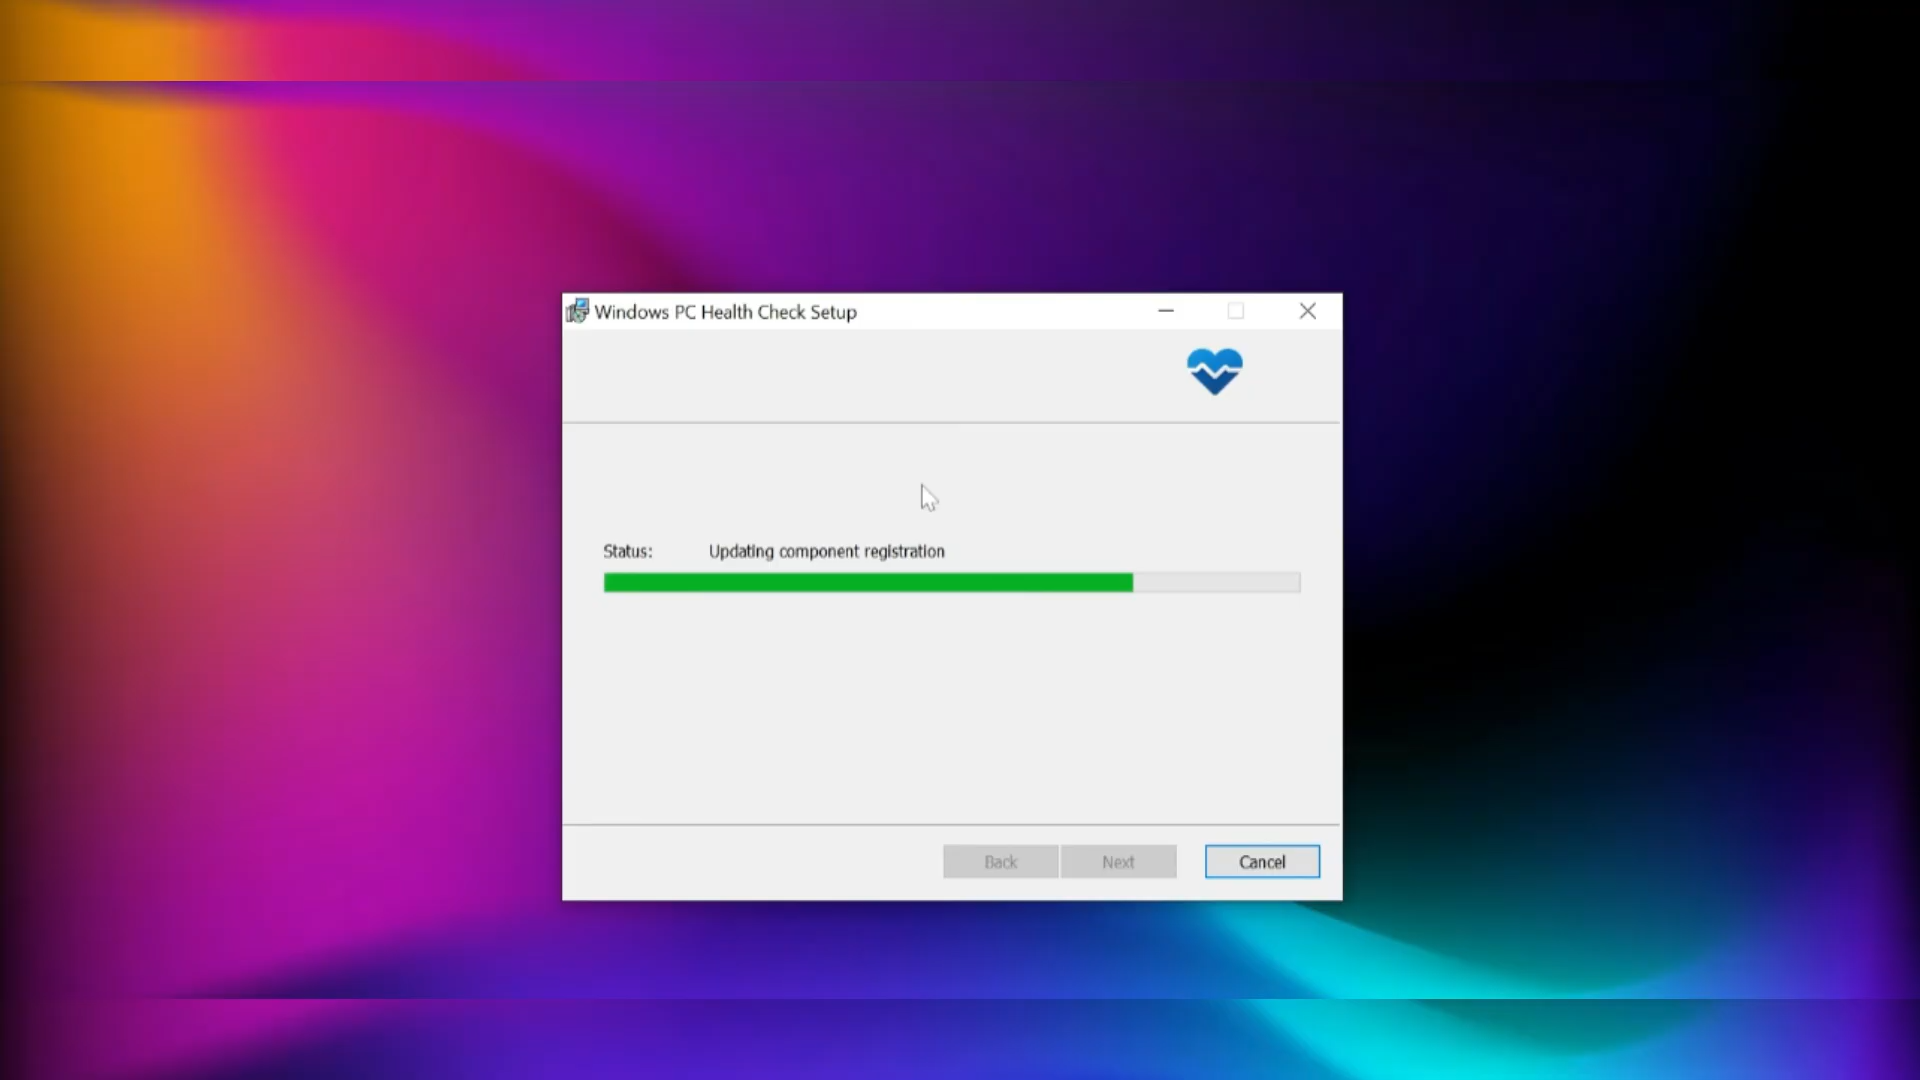 Windows PC Health Check Setup
Status: Updating component registration
Back Next Cancel